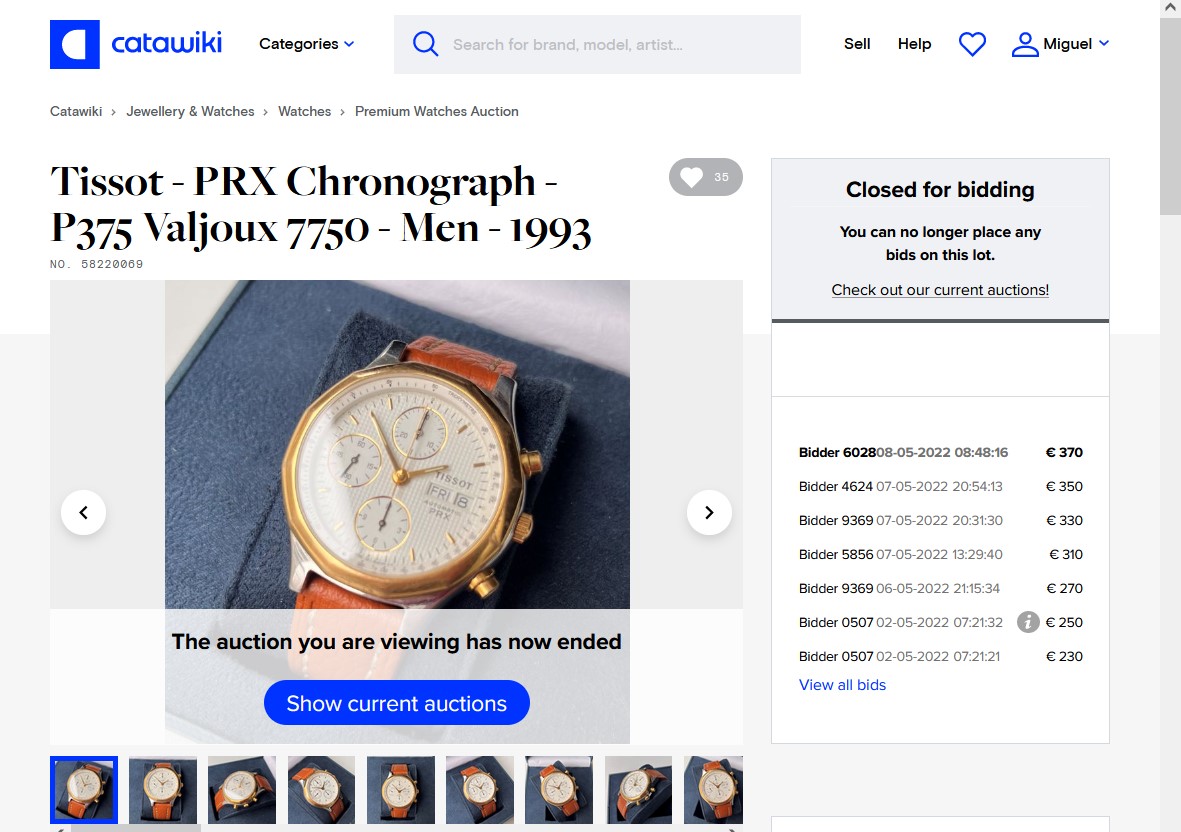 catawiki
Categories
Search for brand, model, artist...
Sell
Help
Miguel
Catawiki › Jewellery & Watches › Watches › Premium Watches Auction
Tissot - PRX Chronograph -
P375 Valjoux 7750 - Men - 1993
35
NO. 58220069
TISSOT
FRI 18
AUTOMATIC
PRX
The auction you are viewing has now ended
Show current auctions
Closed for bidding
You can no longer place any
bids on this lot.
Check out our current auctions!
Bidder 6028 08-05-2022 08:48:16 € 370
Bidder 4624 07-05-2022 20:54:13 € 350
Bidder 9369 07-05-2022 20:31:30 € 330
Bidder 5856 07-05-2022 13:29:40 € 310
Bidder 9369 06-05-2022 21:15:34 € 270
Bidder 0507 02-05-2022 07:21:32 i € 250
Bidder 0507 02-05-2022 07:21:21 € 230
View all bids